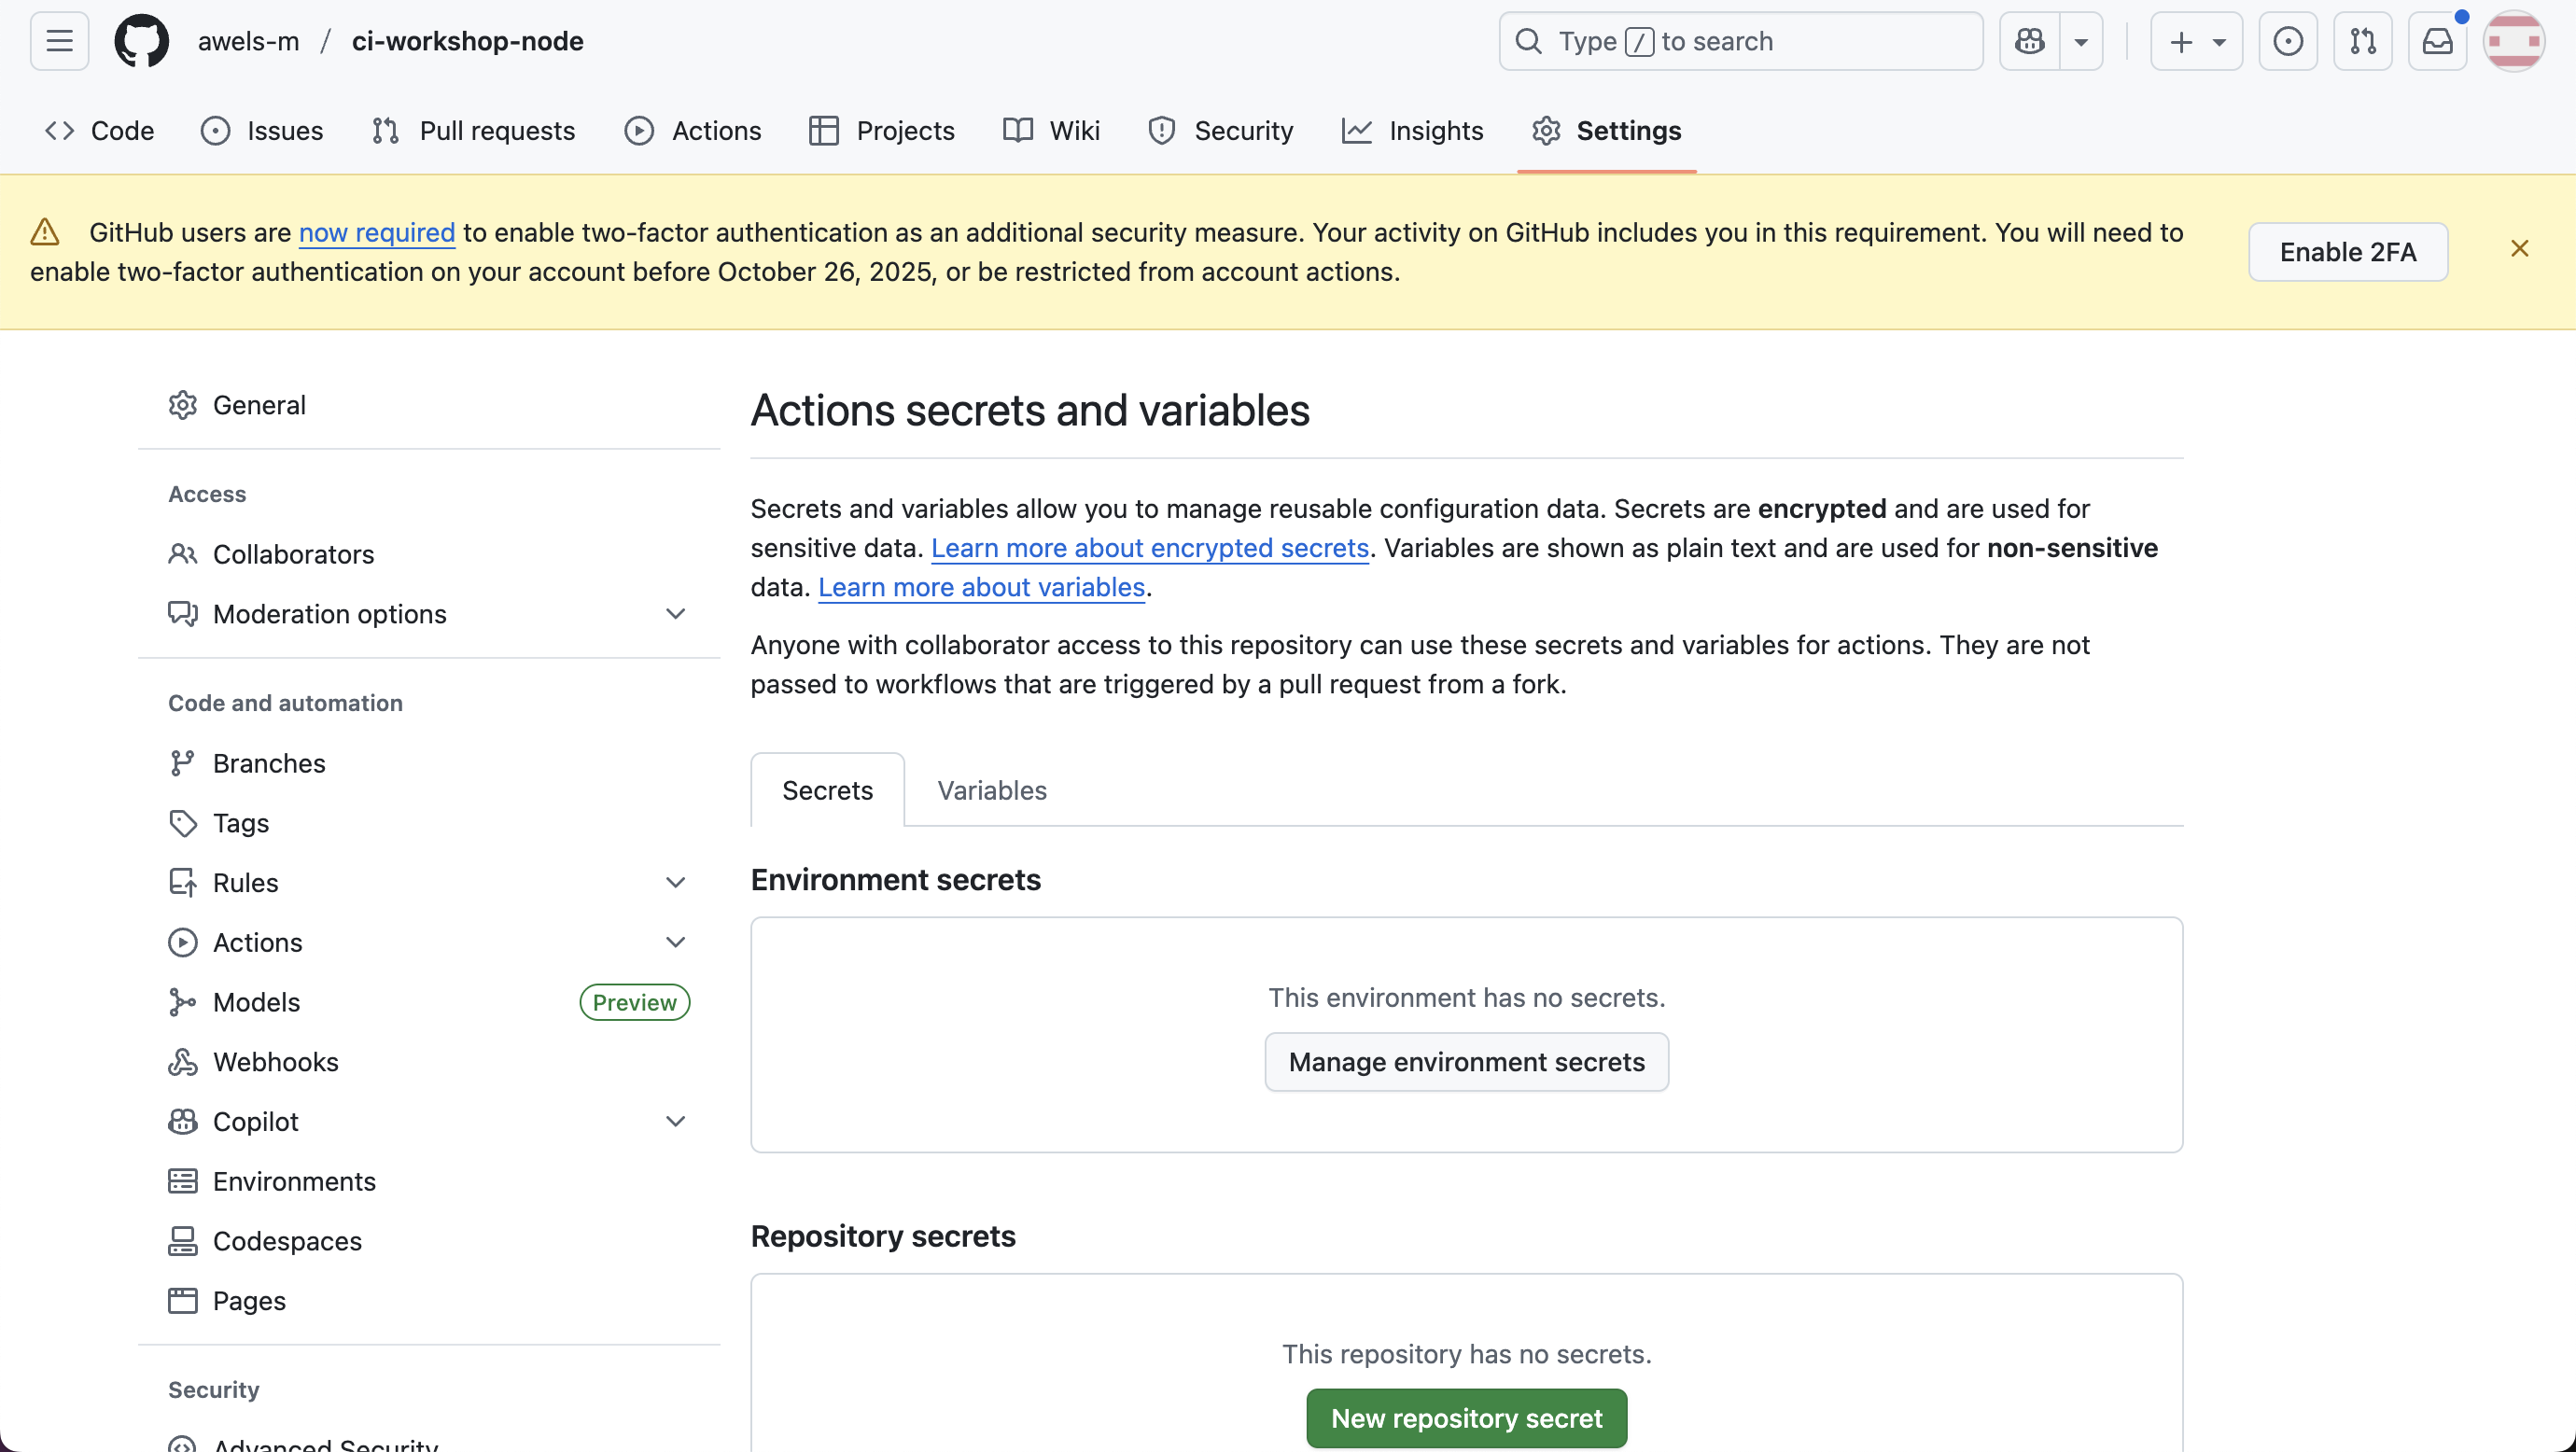 awels-m / ci-workshop-node
Type / to search
Code Issues Pull requests Actions Projects Wiki Security Insights Settings
GitHub users are now required to enable two-factor authentication as an additional security measure. Your activity on GitHub includes you in this requirement. You will need to
enable two-factor authentication on your account before October 26, 2025, or be restricted from account actions.
Enable 2FA
General
Access
Collaborators
Moderation options
Code and automation
Branches
Tags
Rules
Actions
Models Preview
Webhooks
Copilot
Environments
Codespaces
Pages
Security
Advanced Security
Actions secrets and variables
Secrets and variables allow you to manage reusable configuration data. Secrets are encrypted and are used for
sensitive data. Learn more about encrypted secrets. Variables are shown as plain text and are used for non-sensitive
data. Learn more about variables.
Anyone with collaborator access to this repository can use these secrets and variables for actions. They are not
passed to workflows that are triggered by a pull request from a fork.
Secrets Variables
Environment secrets
This environment has no secrets.
Manage environment secrets
Repository secrets
This repository has no secrets.
New repository secret